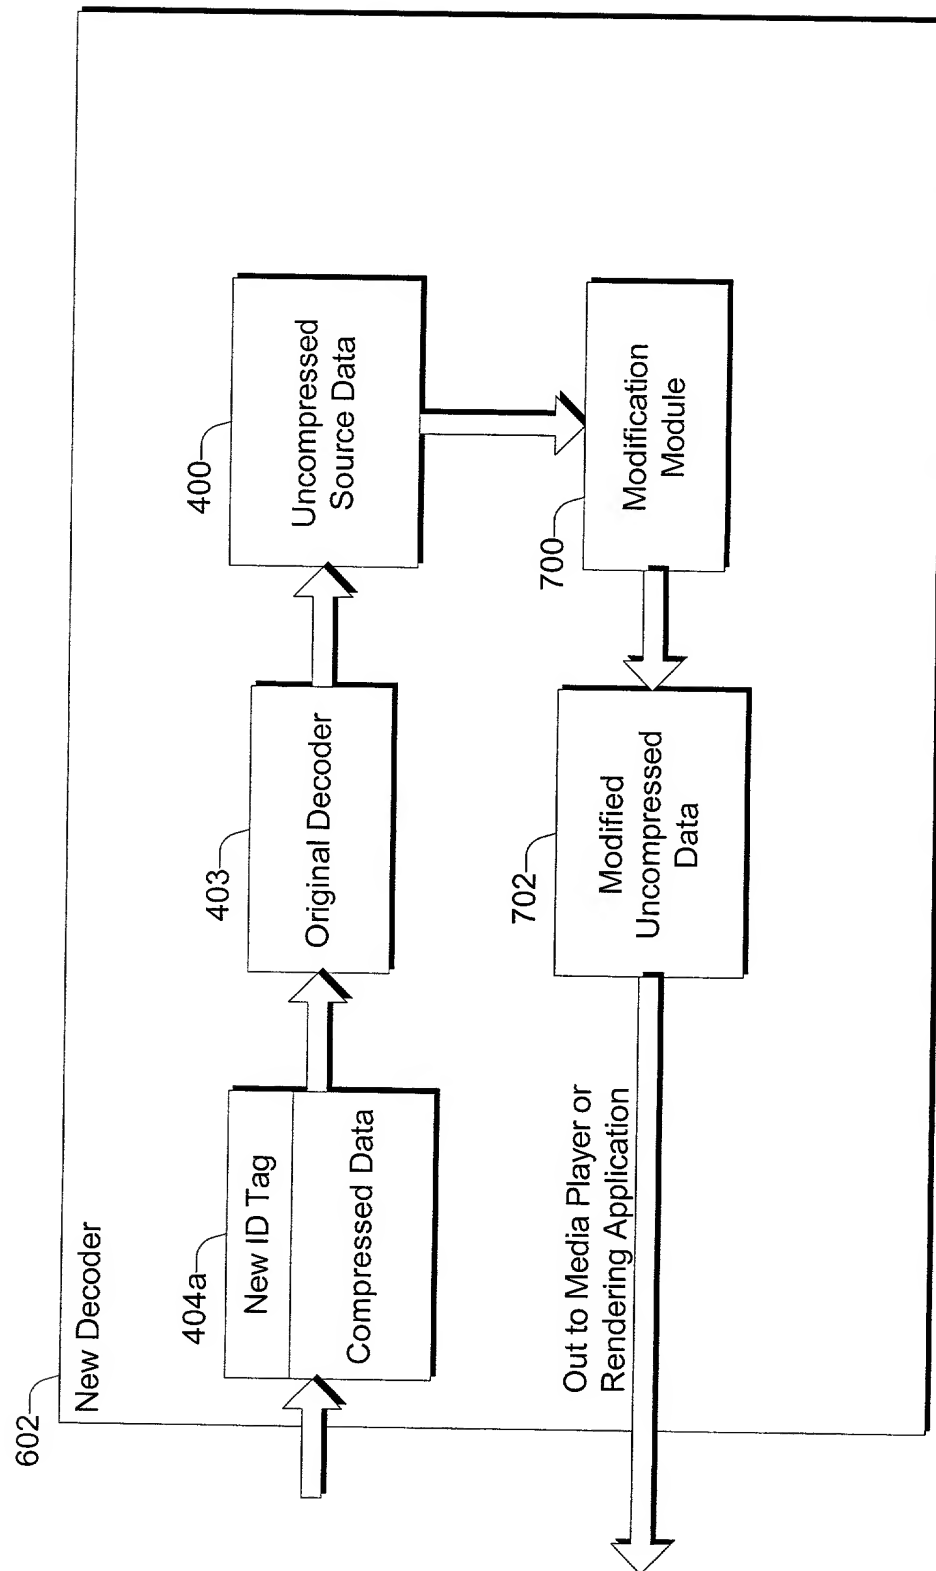 602
New Decoder
404a
New ID Tag
Compressed Data
403
Original Decoder
400
Uncompressed
Source Data
700
Modification
Module
702
Modified
Uncompressed
Data
Out to Media Player or
Rendering Application